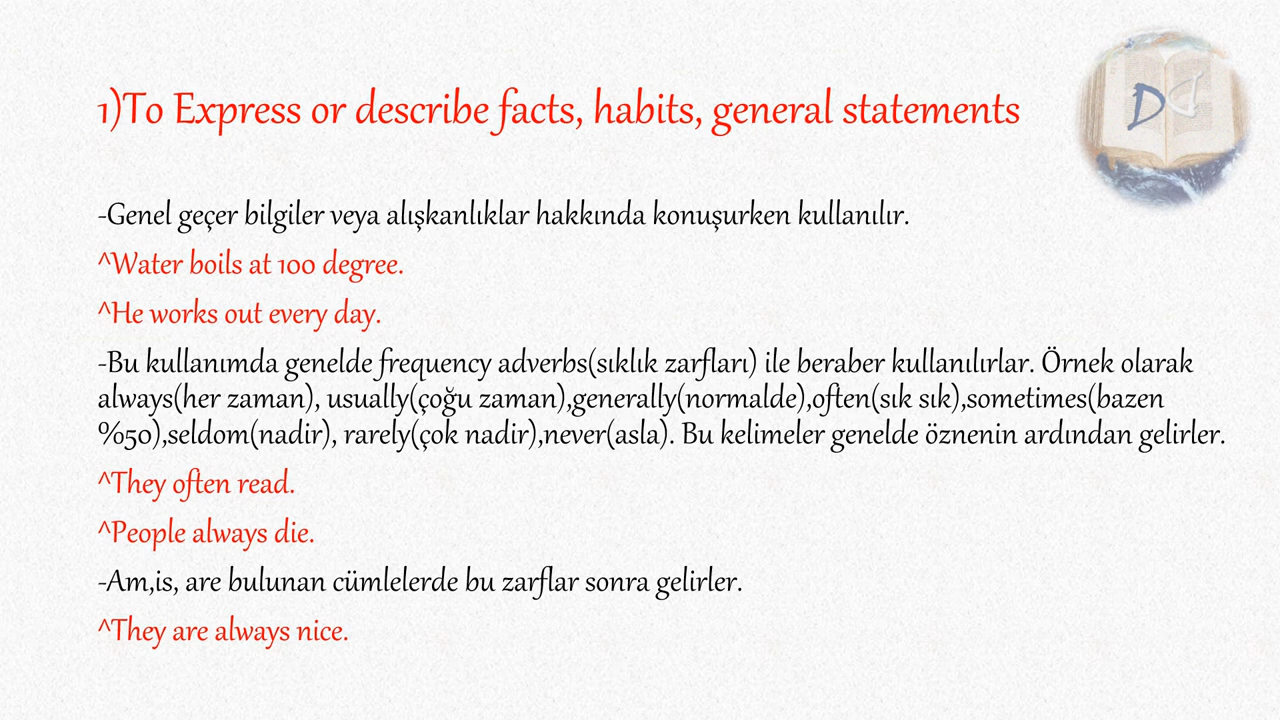 1)To Express or describe facts, habits, general statements
DC
-Genel geçer bilgiler veya alışkanlıklar hakkında konuşurken kullanılır.
^Water boils at 100 degree.
^He works out every day.
-Bu kullanımda genelde frequency adverbs(sıklık zarfları) ile beraber kullanılırlar. Örnek olarak
always(her zaman), usually(çoğu zaman),generally(normalde),often(sık sık),sometimes(bazen
%50),seldom(nadir), rarely(çok nadir),never(asla). Bu kelimeler genelde öznenin ardından gelirler.
^They often read.
^People always die.
-Am,is, are bulunan cümlelerde bu zarflar sonra gelirler.
^They are always nice.